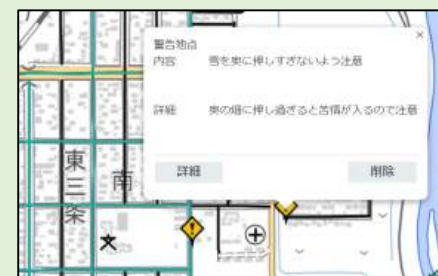 警告地点
内容 雪を奥に押しすぎないよう注意
詳細 奥の畑に押し過ぎると苦情が入るので注意
詳細 削除
東三条
南